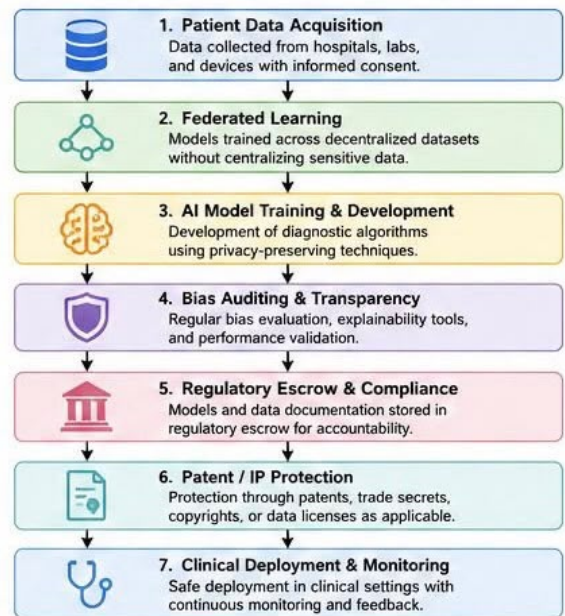 1. Patient Data Acquisition
Data collected from hospitals, labs,
and devices with informed consent.
2. Federated Learning
Models trained across decentralized datasets
without centralizing sensitive data.
3. AI Model Training & Development
Development of diagnostic algorithms
using privacy-preserving techniques.
4. Bias Auditing & Transparency
Regular bias evaluation, explainability tools,
and performance validation.
5. Regulatory Escrow & Compliance
Models and data documentation stored in
regulatory escrow for accountability.
6. Patent / IP Protection
Protection through patents, trade secrets,
copyrights, or data licenses as applicable.
7. Clinical Deployment & Monitoring
Safe deployment in clinical settings with
continuous monitoring and feedback.